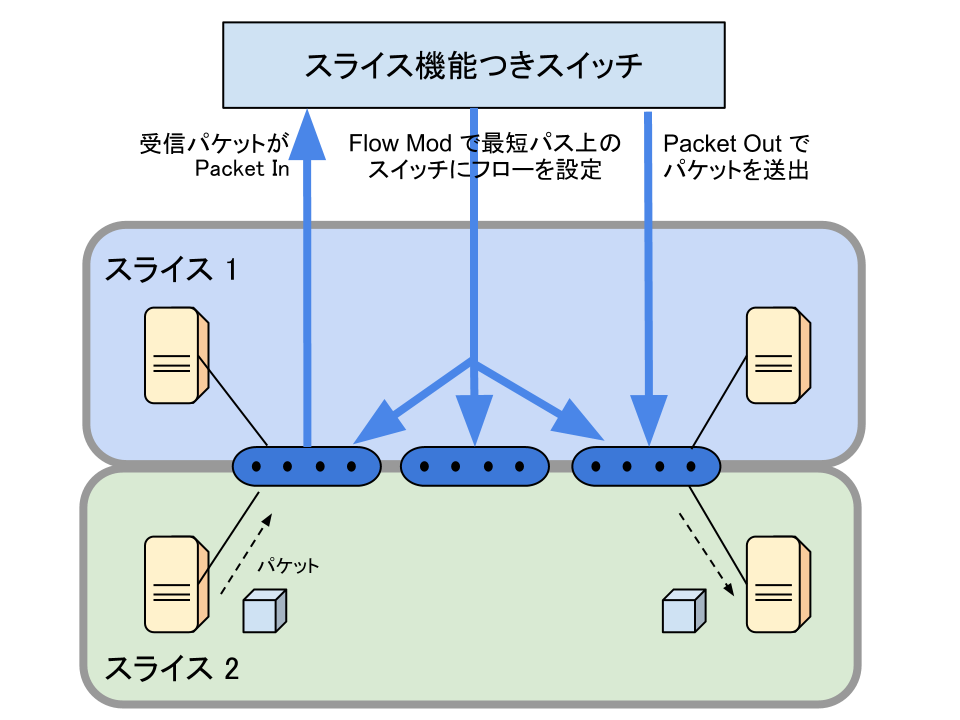 スライス機能つきスイッチ
受信パケットが
Packet In
Flow Mod で最短パス上の
スイッチにフローを設定
Packet Out で
パケットを送出
スライス 1
パケット
スライス 2